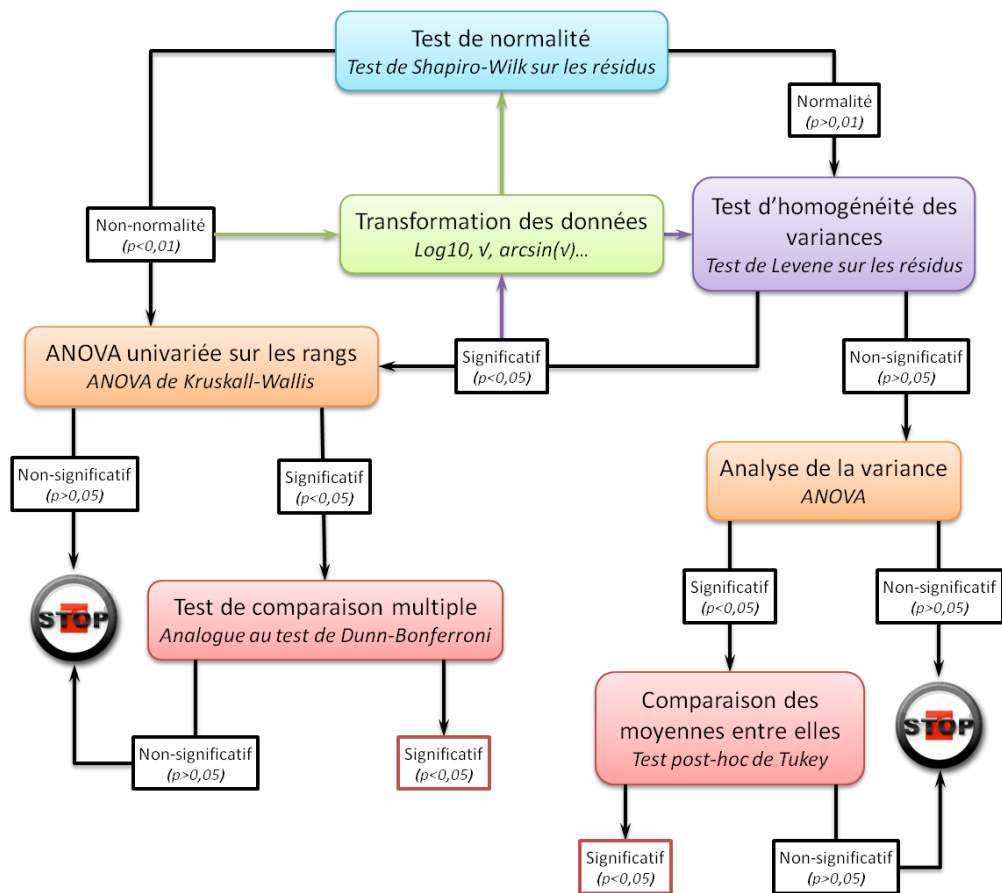 Test de normalité
Test de Shapiro-Wilk sur les résidus
Normalité
(p>0,01)
Non-normalité
(p<0,01)
Transformation des données
Log10, √, arcsin(√)...
Test d'homogénéité des
variances
Test de Levene sur les résidus
ANOVA univariée sur les rangs
ANOVA de Kruskall-Wallis
Significatif
(p<0,05)
Non-significatif
(p>0,05)
Non-significatif
(p>0,05)
Significatif
(p<0,05)
Analyse de la variance
ANOVA
STOP
Test de comparaison multiple
Analogue au test de Dunn-Bonferroni
Significatif
(p<0,05)
Non-significatif
(p>0,05)
Non-significatif
(p>0,05)
Significatif
(p<0,05)
Comparaison des
moyennes entre elles
Test post-hoc de Tukey
STOP
Significatif
(p<0,05)
Non-significatif
(p>0,05)